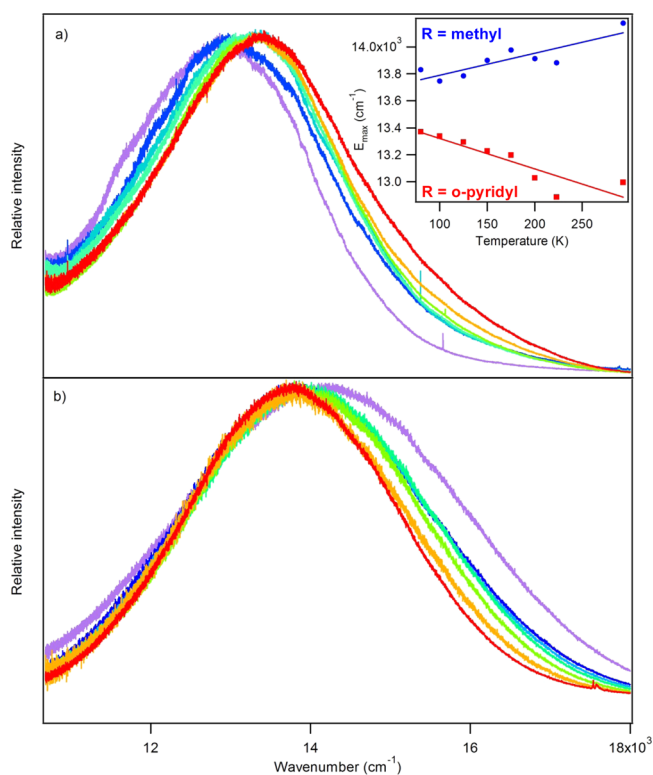 a)
R = methyl
14.0x10³
13.8
13.6
13.4
13.2
13.0
E_max (cm⁻¹)
R = o-pyridyl
100 150 200 250
Temperature (K)
Relative intensity
b)
Relative intensity
12 14 16 18x10³
Wavenumber (cm⁻¹)